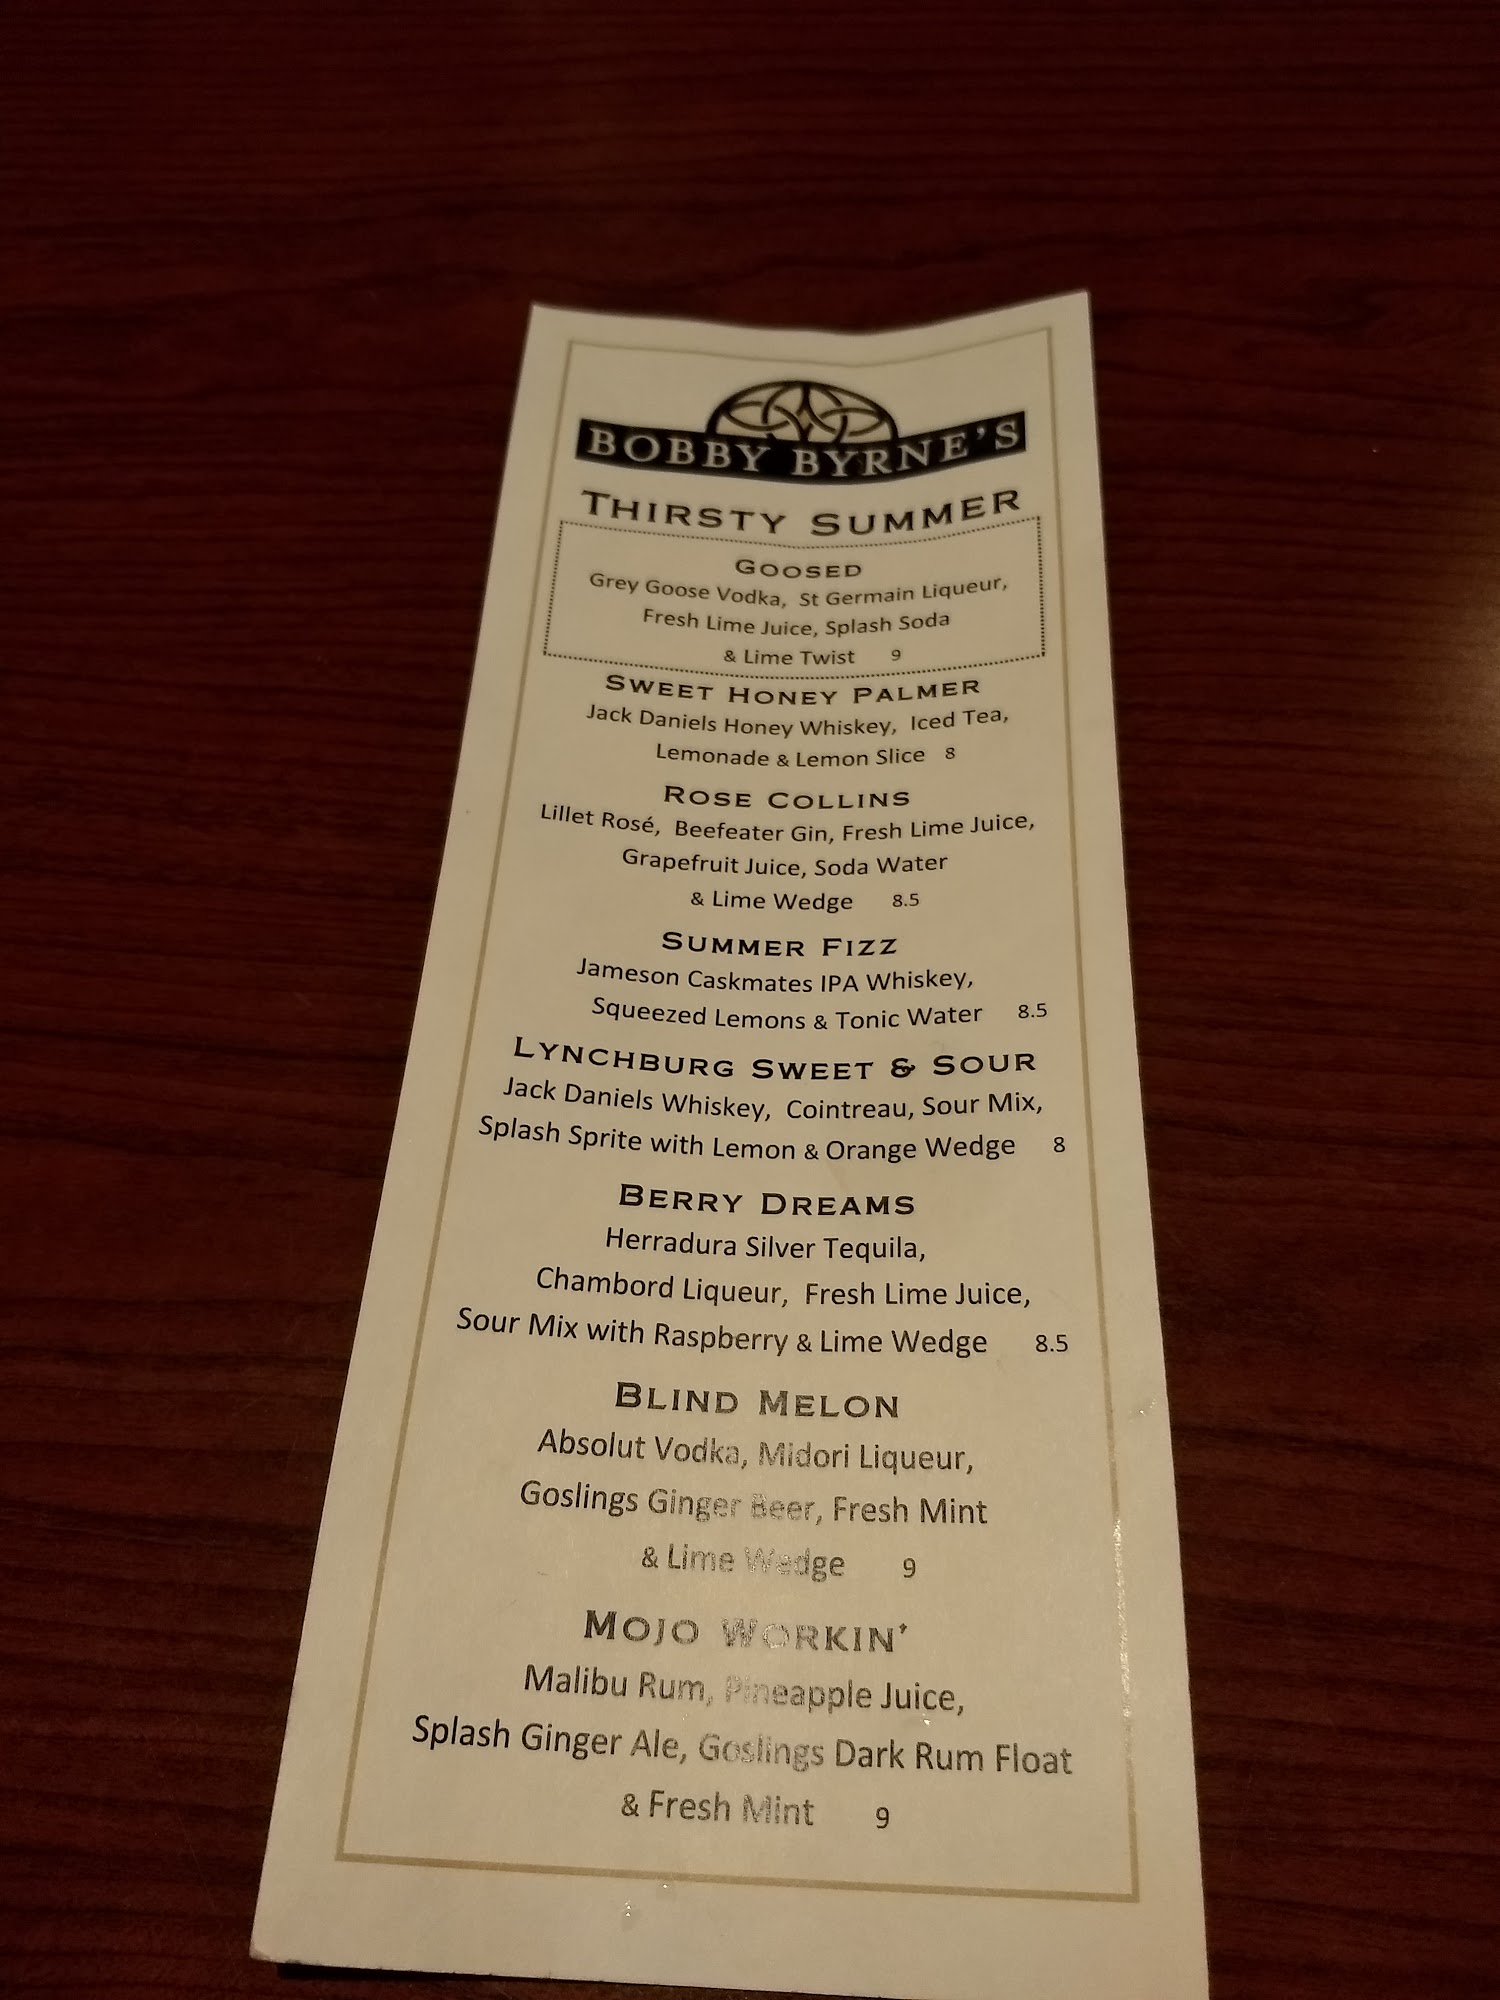 BOBBY BYRNE'S
THIRSTY SUMMER
GOOSED
Grey Goose Vodka, St Germain Liqueur,
Fresh Lime Juice, Splash Soda
& Lime Twist 9
SWEET HONEY PALMER
Jack Daniels Honey Whiskey, Iced Tea,
Lemonade & Lemon Slice 8
ROSE COLLINS
Lillet Rosé, Beefeater Gin, Fresh Lime Juice,
Grapefruit Juice, Soda Water
& Lime Wedge 8.5
SUMMER FIZZ
Jameson Caskmates IPA Whiskey,
Squeezed Lemons & Tonic Water 8.5
LYNCHBURG SWEET & SOUR
Jack Daniels Whiskey, Cointreau, Sour Mix,
Splash Sprite with Lemon & Orange Wedge 8
BERRY DREAMS
Herradura Silver Tequila,
Chambord Liqueur, Fresh Lime Juice,
Sour Mix with Raspberry & Lime Wedge 8.5
BLIND MELON
Absolut Vodka, Midori Liqueur,
Goslings Ginger Beer, Fresh Mint
& Lime Wedge 9
MOJO WORKIN'
Malibu Rum, Pineapple Juice,
Splash Ginger Ale, Goslings Dark Rum Float
& Fresh Mint 9